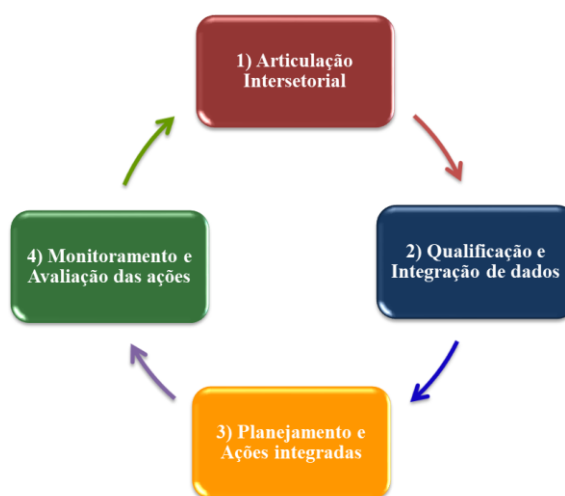 1) Articulação
Intersetorial
2) Qualificação e
Integração de dados
3) Planejamento e
Ações integradas
4) Monitoramento e
Avaliação das ações